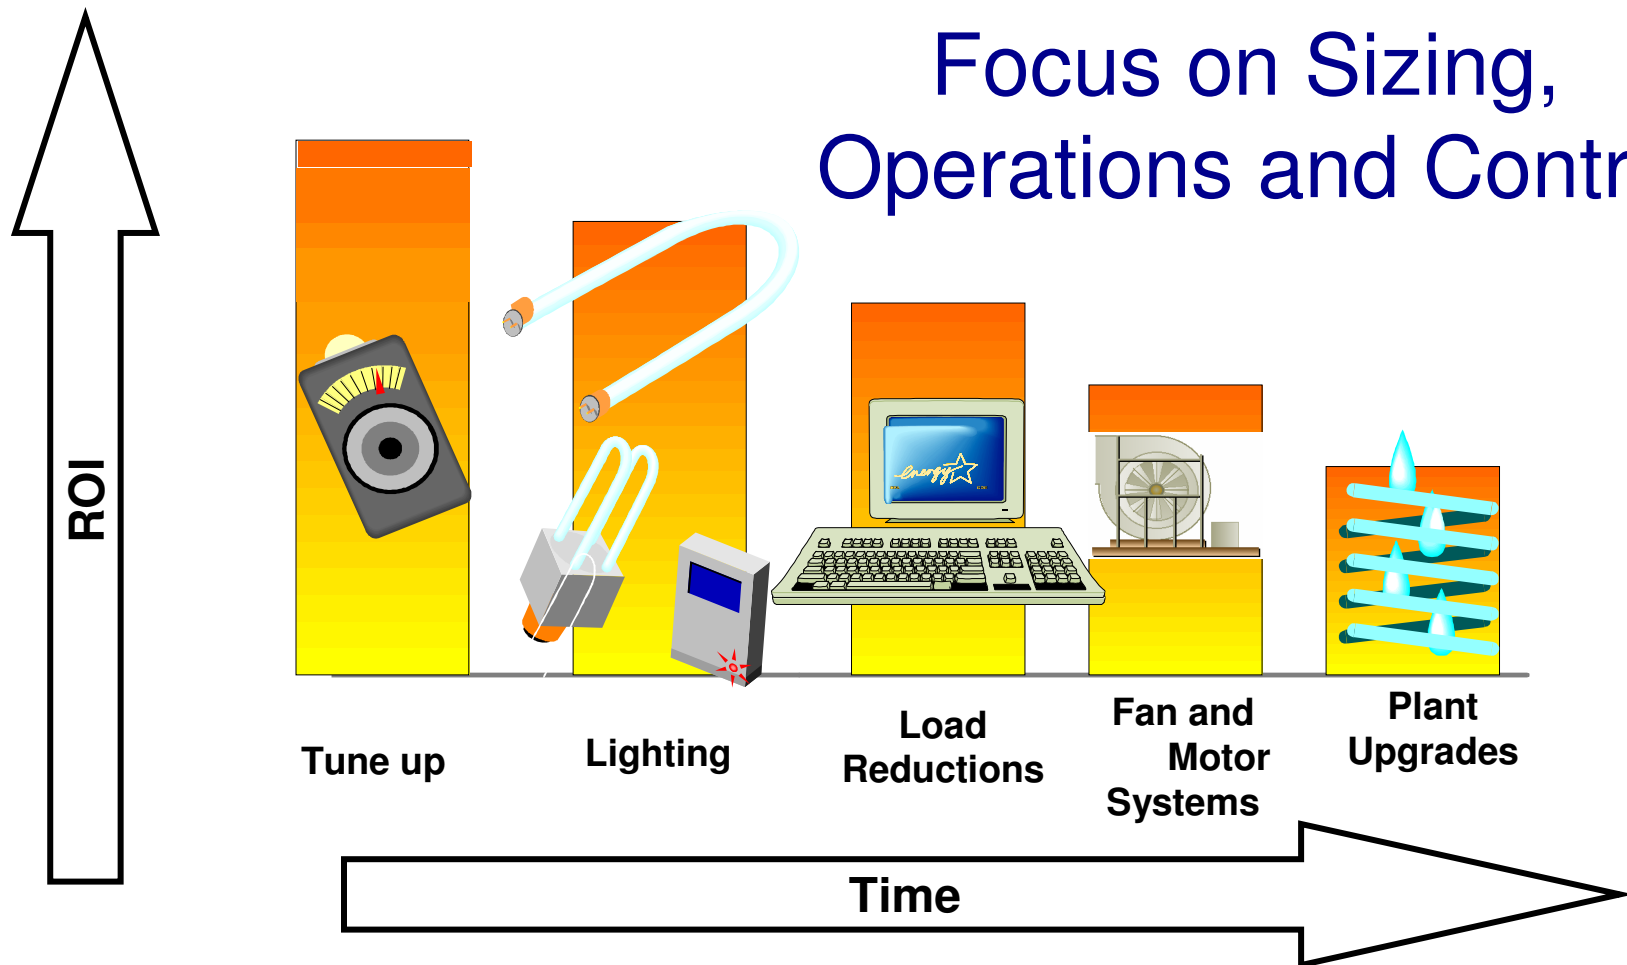 Focus on Sizing,
Operations and Contr
ROI
energy
Tune up
Lighting
Load
Reductions
Fan and
Motor
Systems
Plant
Upgrades
Time